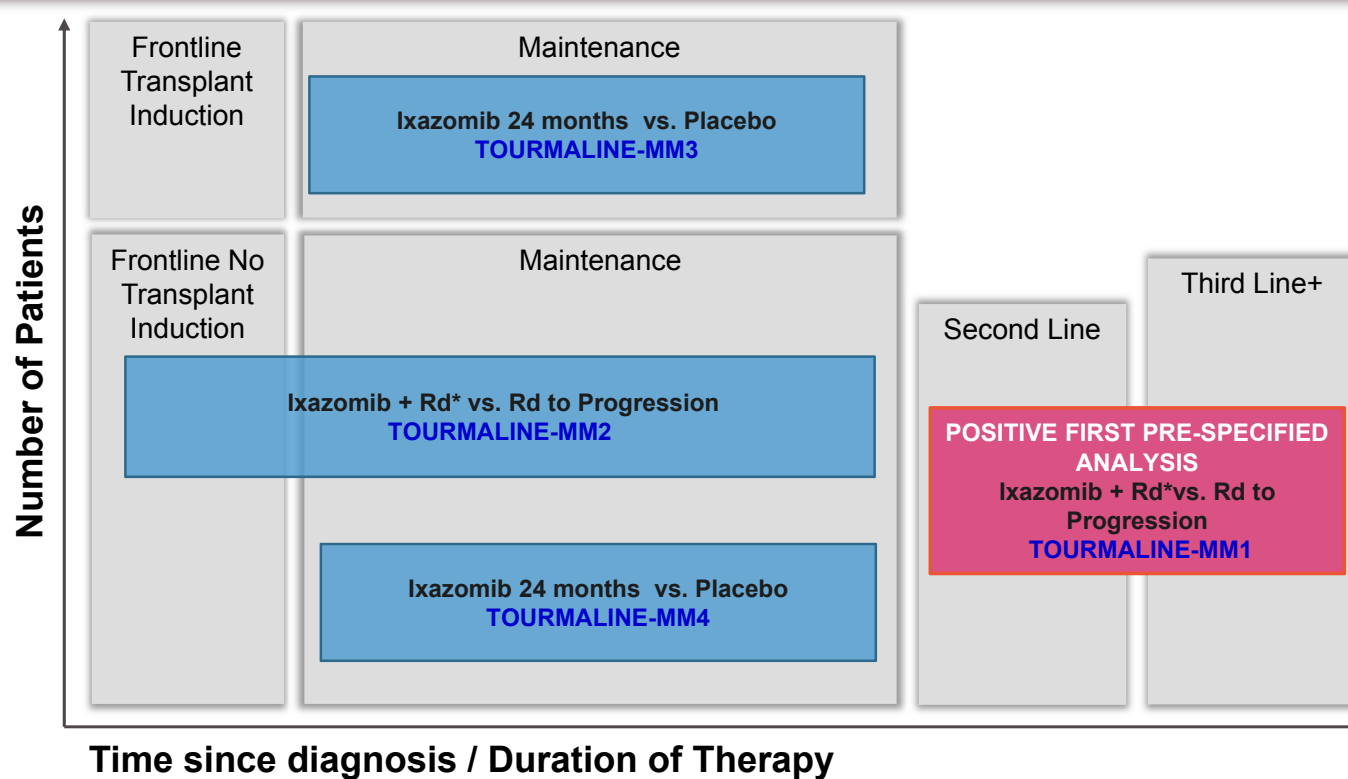 Number of Patients
Frontline
Transplant
Induction
Maintenance
Ixazomib 24 months vs. Placebo
TOURMALINE-MM3
Frontline No
Transplant
Induction
Maintenance
Ixazomib + Rd* vs. Rd to Progression
TOURMALINE-MM2
Ixazomib 24 months vs. Placebo
TOURMALINE-MM4
Second Line
Third Line+
POSITIVE FIRST PRE-SPECIFIED
ANALYSIS
Ixazomib + Rd*vs. Rd to
Progression
TOURMALINE-MM1
Time since diagnosis / Duration of Therapy